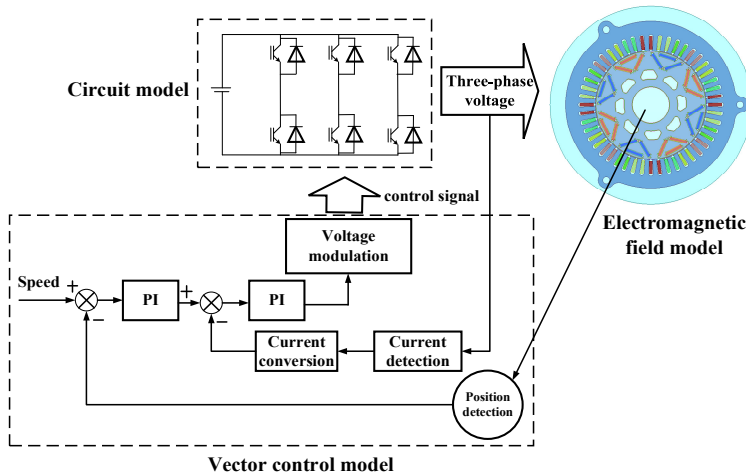 Circuit model
Three-phase
voltage
Electromagnetic
field model
control signal
Voltage
modulation
Speed
+
−
PI
+
−
PI
Current
conversion
Current
detection
Position
detection
Vector control model